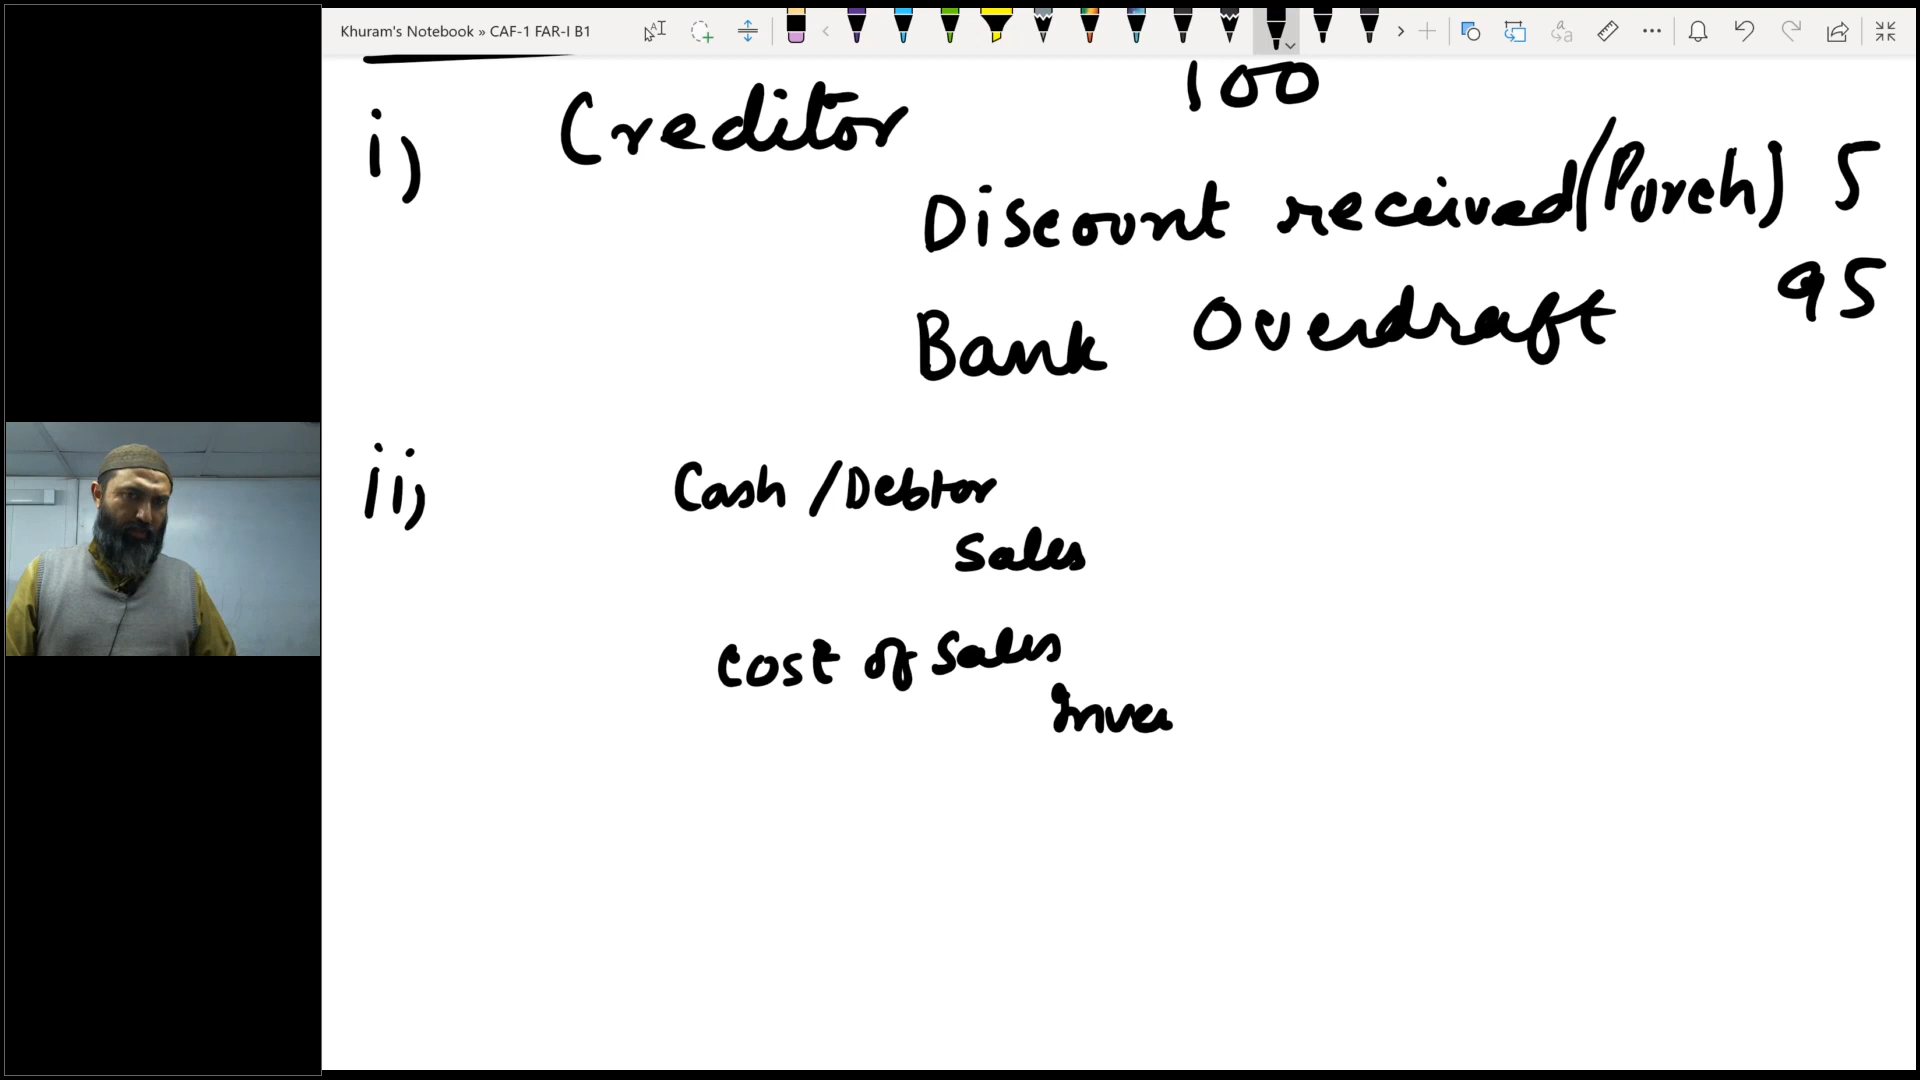 Khuram's Notebook » CAF-1 FAR-I B1
100
i) Creditor
Discount received (Purch) 5
Bank Overdraft 95
ii) Cash / Debtor
Sales
Cost of Sales
Inve